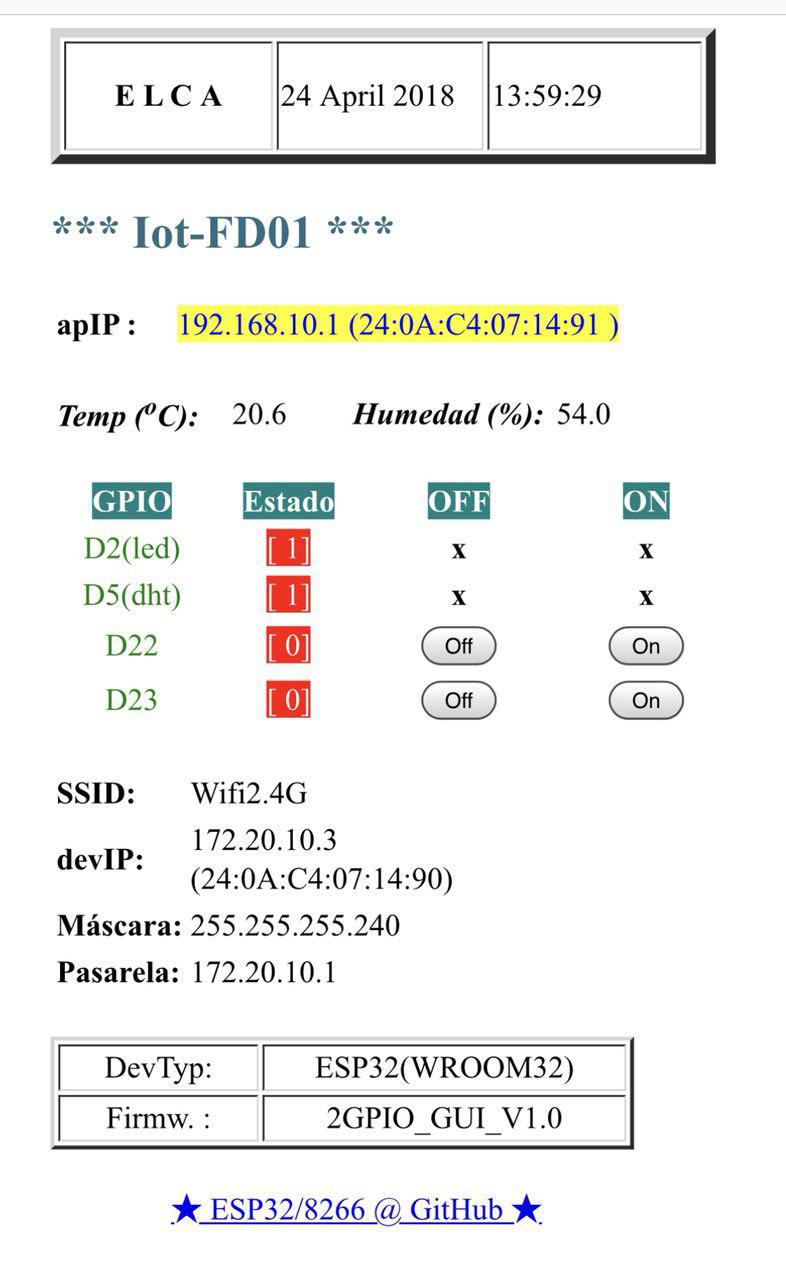 E L C A 24 April 2018 13:59:29
*** Iot-FD01 ***
apIP : 192.168.10.1 (24:0A:C4:07:14:91 )
Temp (ºC): 20.6 Humedad (%): 54.0
GPIO Estado OFF ON
D2(led) [ 1] x x
D5(dht) [ 1] x x
D22 [ 0] Off On
D23 [ 0] Off On
SSID: Wifi2.4G
devIP: 172.20.10.3
(24:0A:C4:07:14:90)
Máscara: 255.255.255.240
Pasarela: 172.20.10.1
DevTyp: ESP32(WROOM32)
Firmw. : 2GPIO_GUI_V1.0
★ ESP32/8266 @ GitHub ★